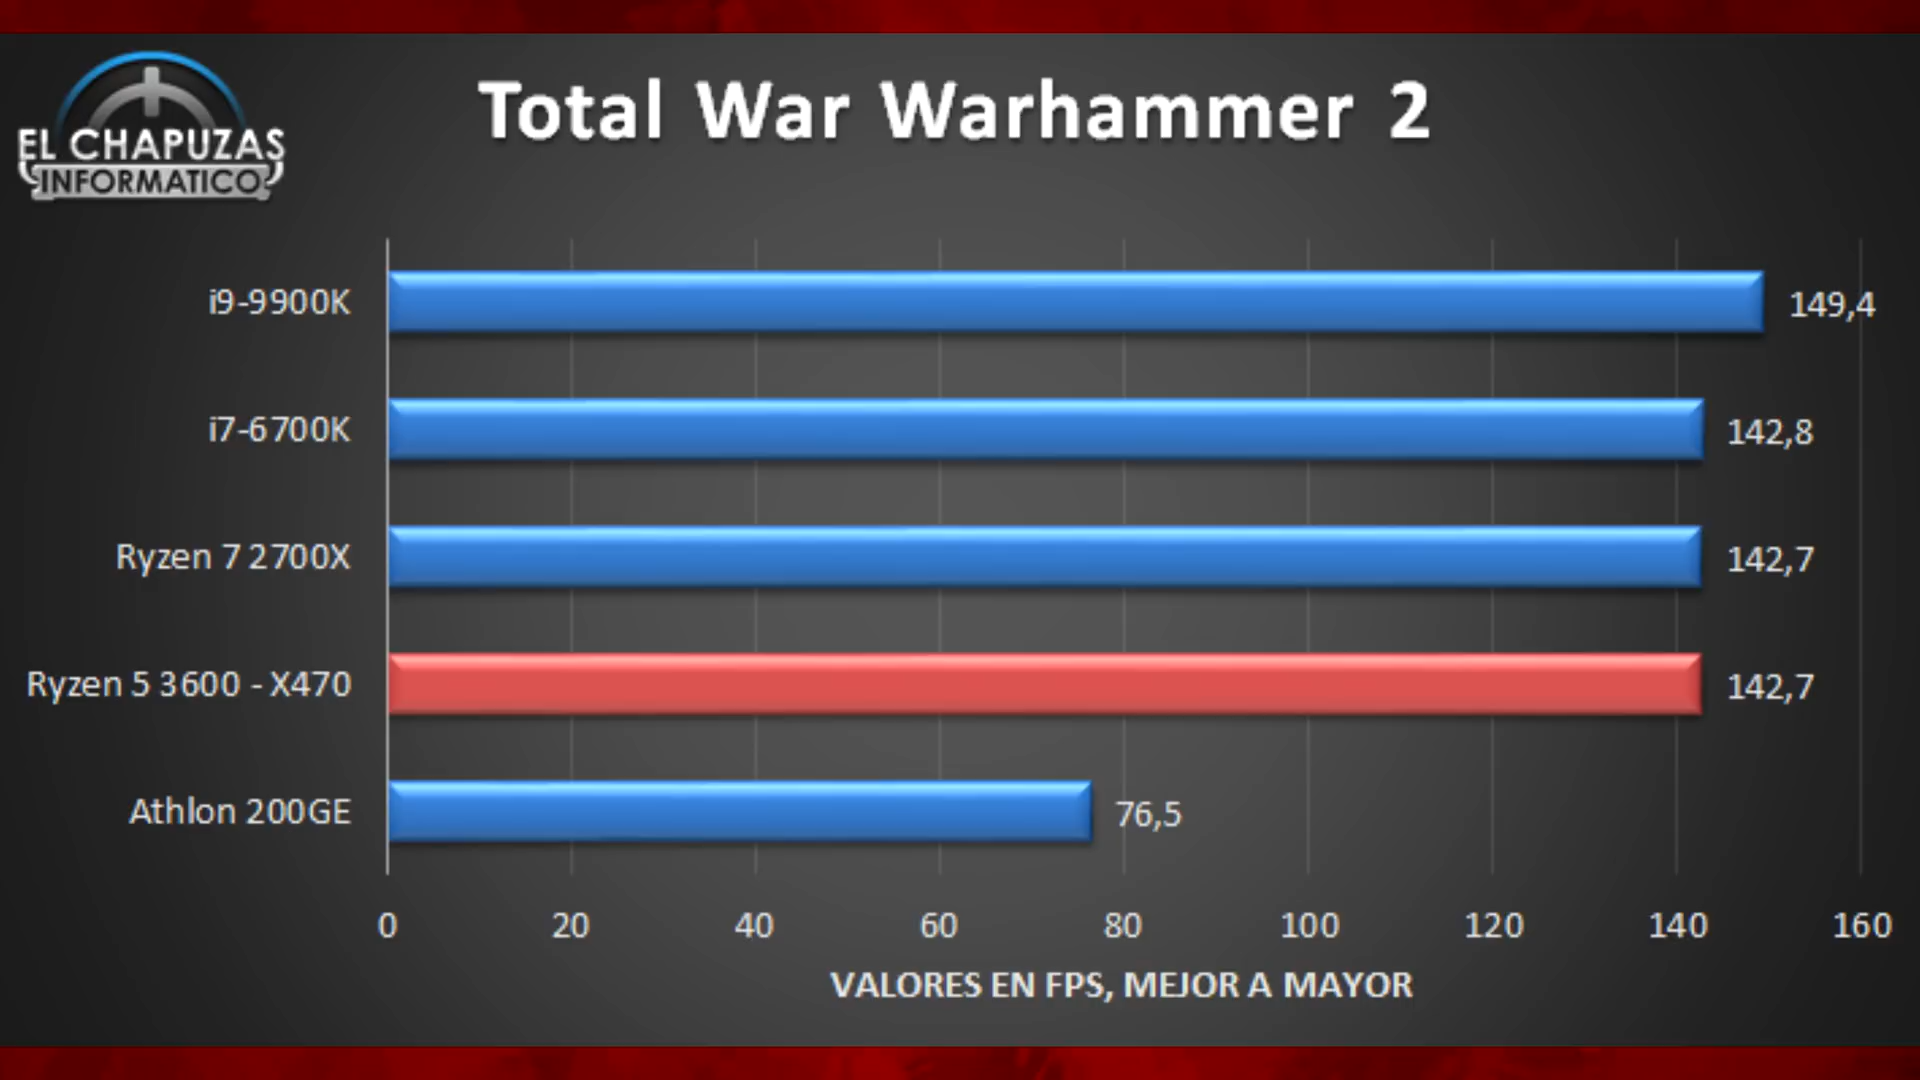 EL CHAPUZAS
INFORMATICO
Total War Warhammer 2
i9-9900K
149,4
i7-6700K
142,8
Ryzen 7 2700X
142,7
Ryzen 5 3600 - X470
142,7
Athlon 200GE
76,5
0 20 40 60 80 100 120 140 160
VALORES EN FPS, MEJOR A MAYOR